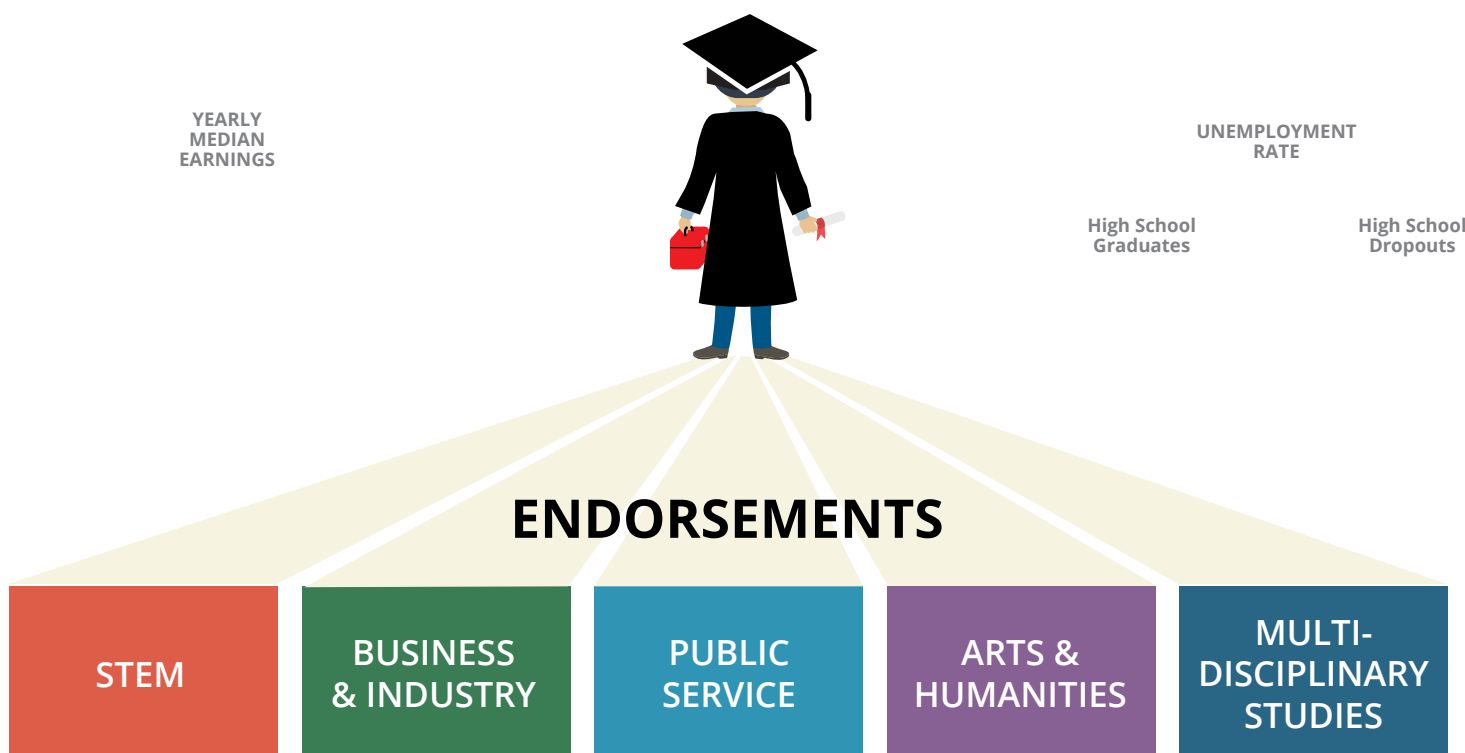 YEARLY
MEDIAN
EARNINGS
UNEMPLOYMENT
RATE
High School
Graduates
High School
Dropouts
ENDORSEMENTS
STEM
BUSINESS
& INDUSTRY
PUBLIC
SERVICE
ARTS &
HUMANITIES
MULTI-
DISCIPLINARY
STUDIES